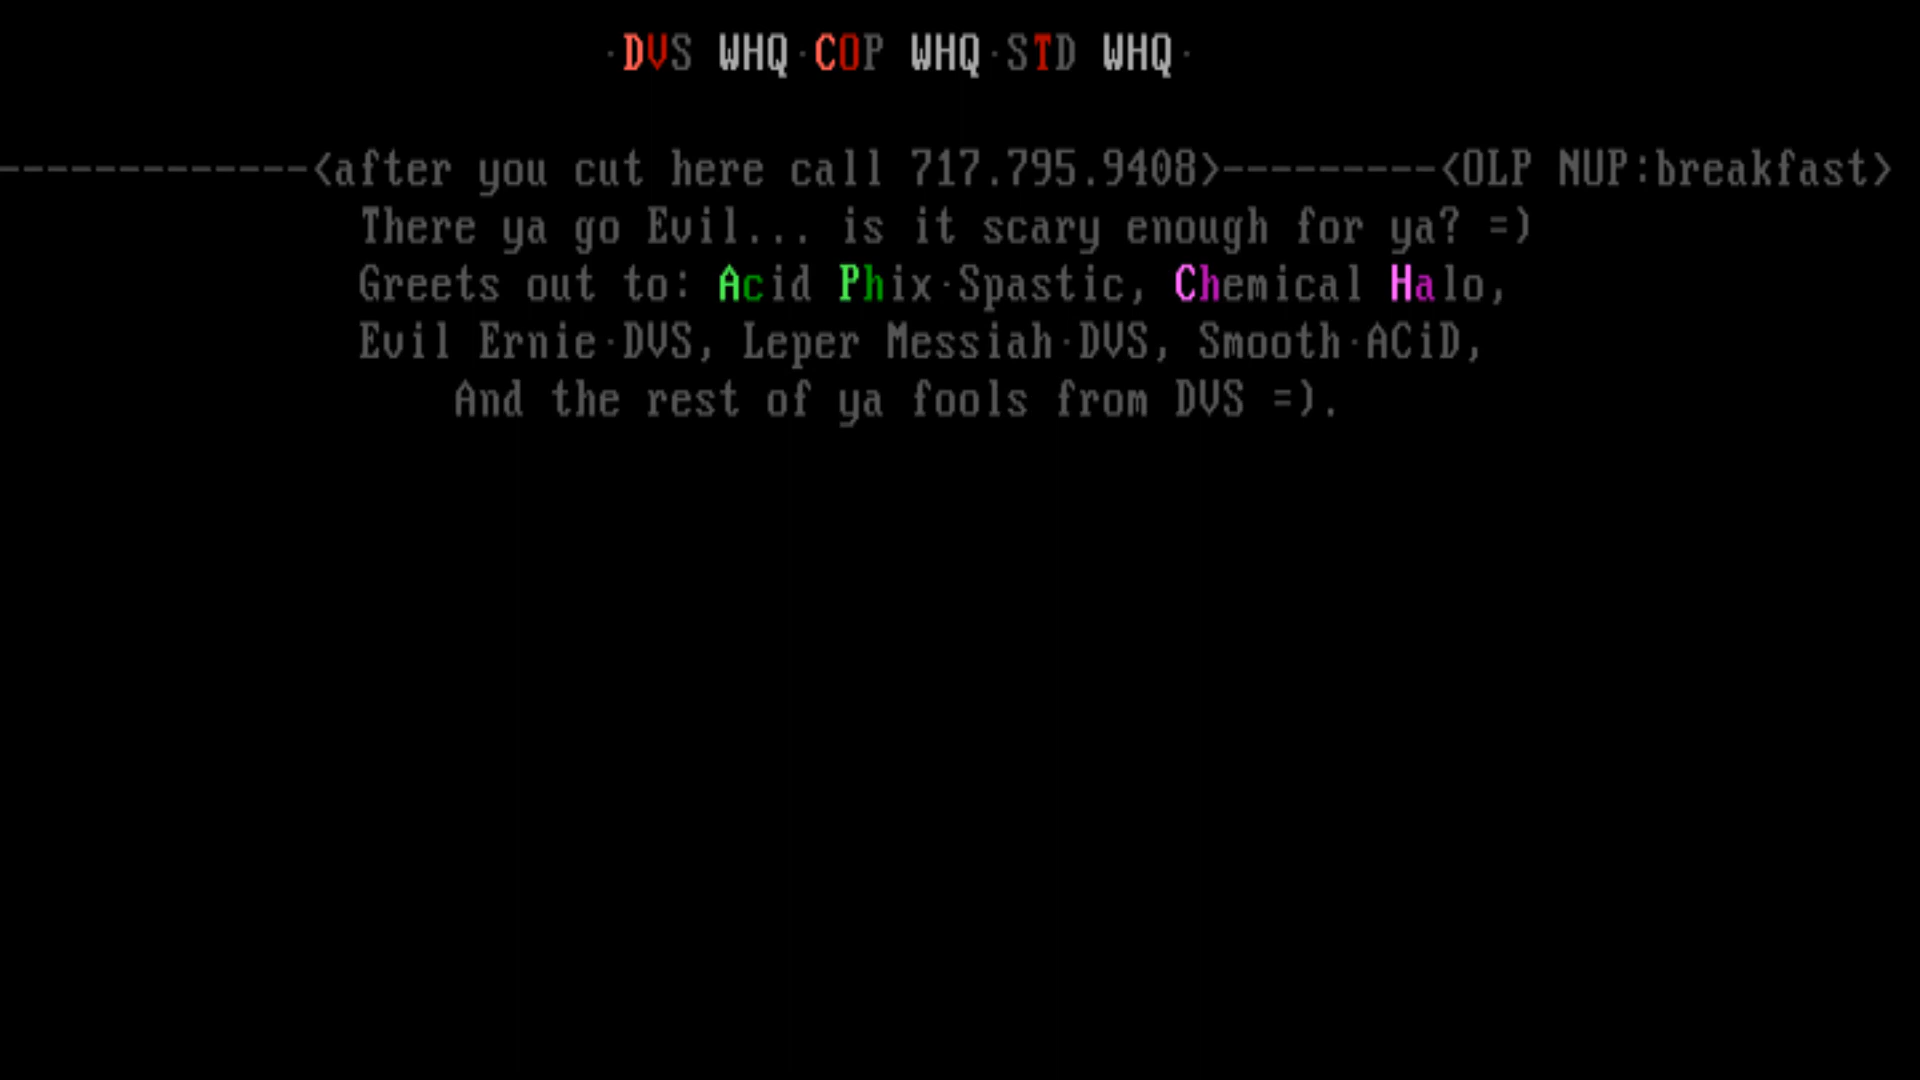 ·DVS WHQ·COP WHQ·STD WHQ·
-------------<after you cut here call 717.795.9408>---------<OLP NUP:breakfast>
There ya go Evil... is it scary enough for ya? =)
Greets out to: Acid Phix·Spastic, Chemical Halo,
Evil Ernie·DVS, Leper Messiah·DVS, Smooth·ACiD,
And the rest of ya fools from DVS =).